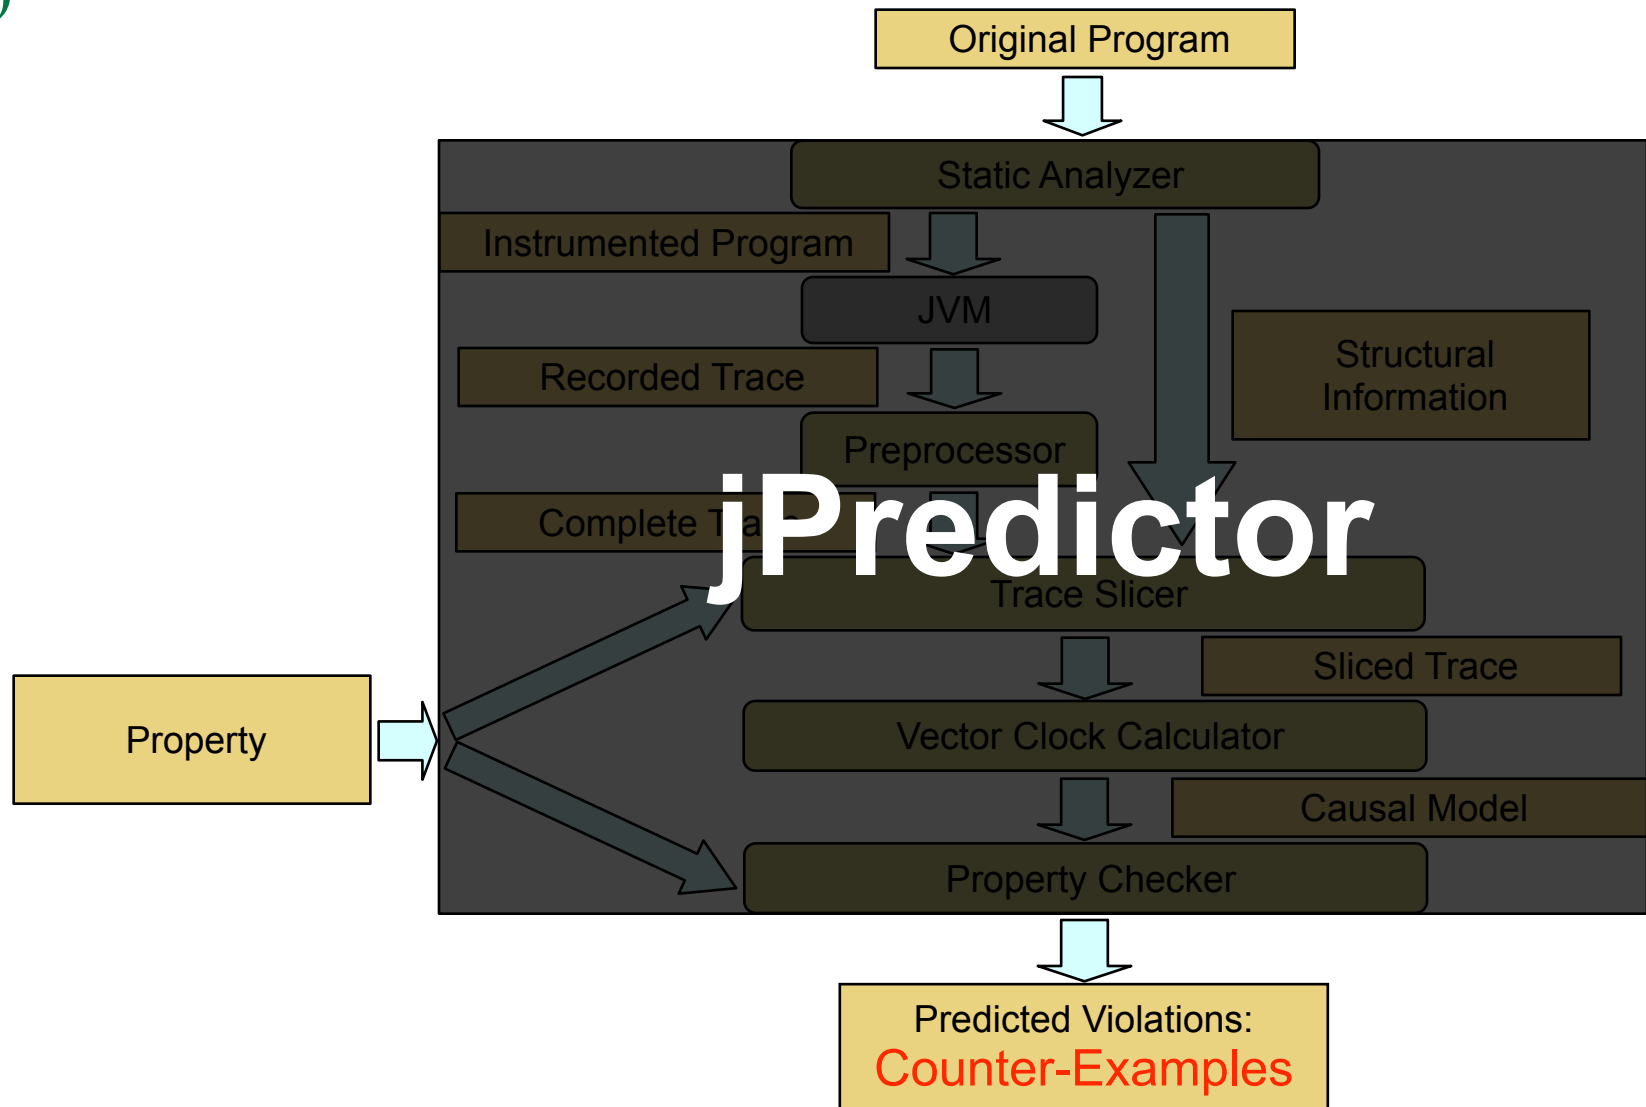 )
Original Program
Static Analyzer
Instrumented Program
JVM
Recorded Trace
Structural
Information
Preprocessor
jPredictor
Complete Trace
Trace Slicer
Sliced Trace
Property
Vector Clock Calculator
Causal Model
Property Checker
Predicted Violations:
Counter-Examples